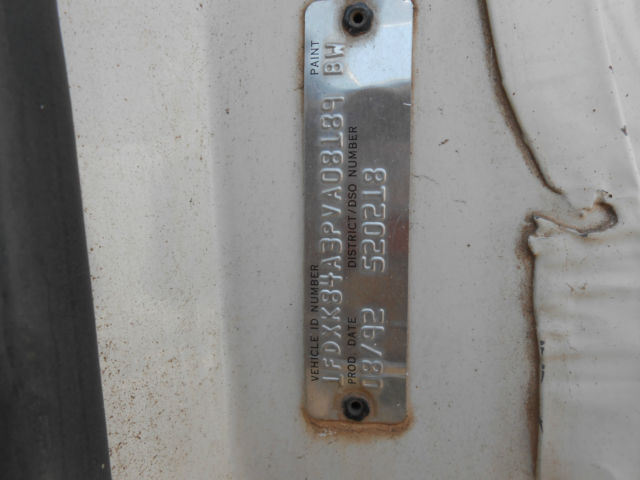 VEHICLE ID NUMBER PAINT
1FDXK84A3PVA08189 BW
PROD. DATE DISTRICT/DSO NUMBER
08/92 520218